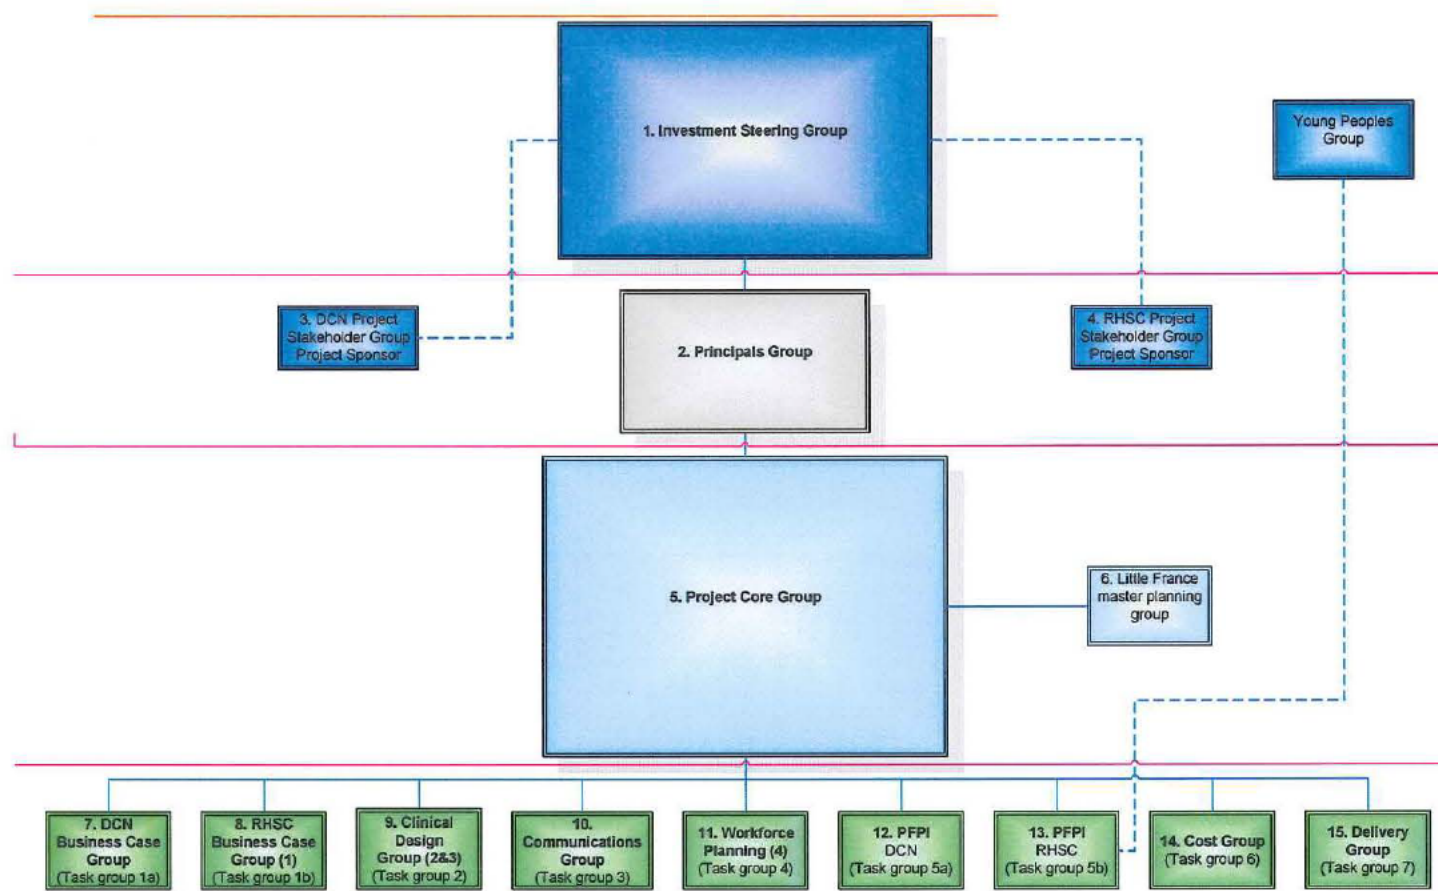 1. Investment Steering Group
Young Peoples
Group
3. DCN Project
Stakeholder Group
Project Sponsor
2. Principals Group
4. RHSC Project
Stakeholder Group
Project Sponsor
5. Project Core Group
6. Little France
master planning
group
7. DCN
Business Case
Group
(Task group 1a)
8. RHSC
Business Case
Group (1)
(Task group 1b)
9. Clinical
Design
Group (2&3)
(Task group 2)
10.
Communications
Group
(Task group 3)
11. Workforce
Planning (4)
(Task group 4)
12. PFPI
DCN
(Task group 5a)
13. PFPI
RHSC
(Task group 5b)
14. Cost Group
(Task group 6)
15. Delivery
Group
(Task group 7)